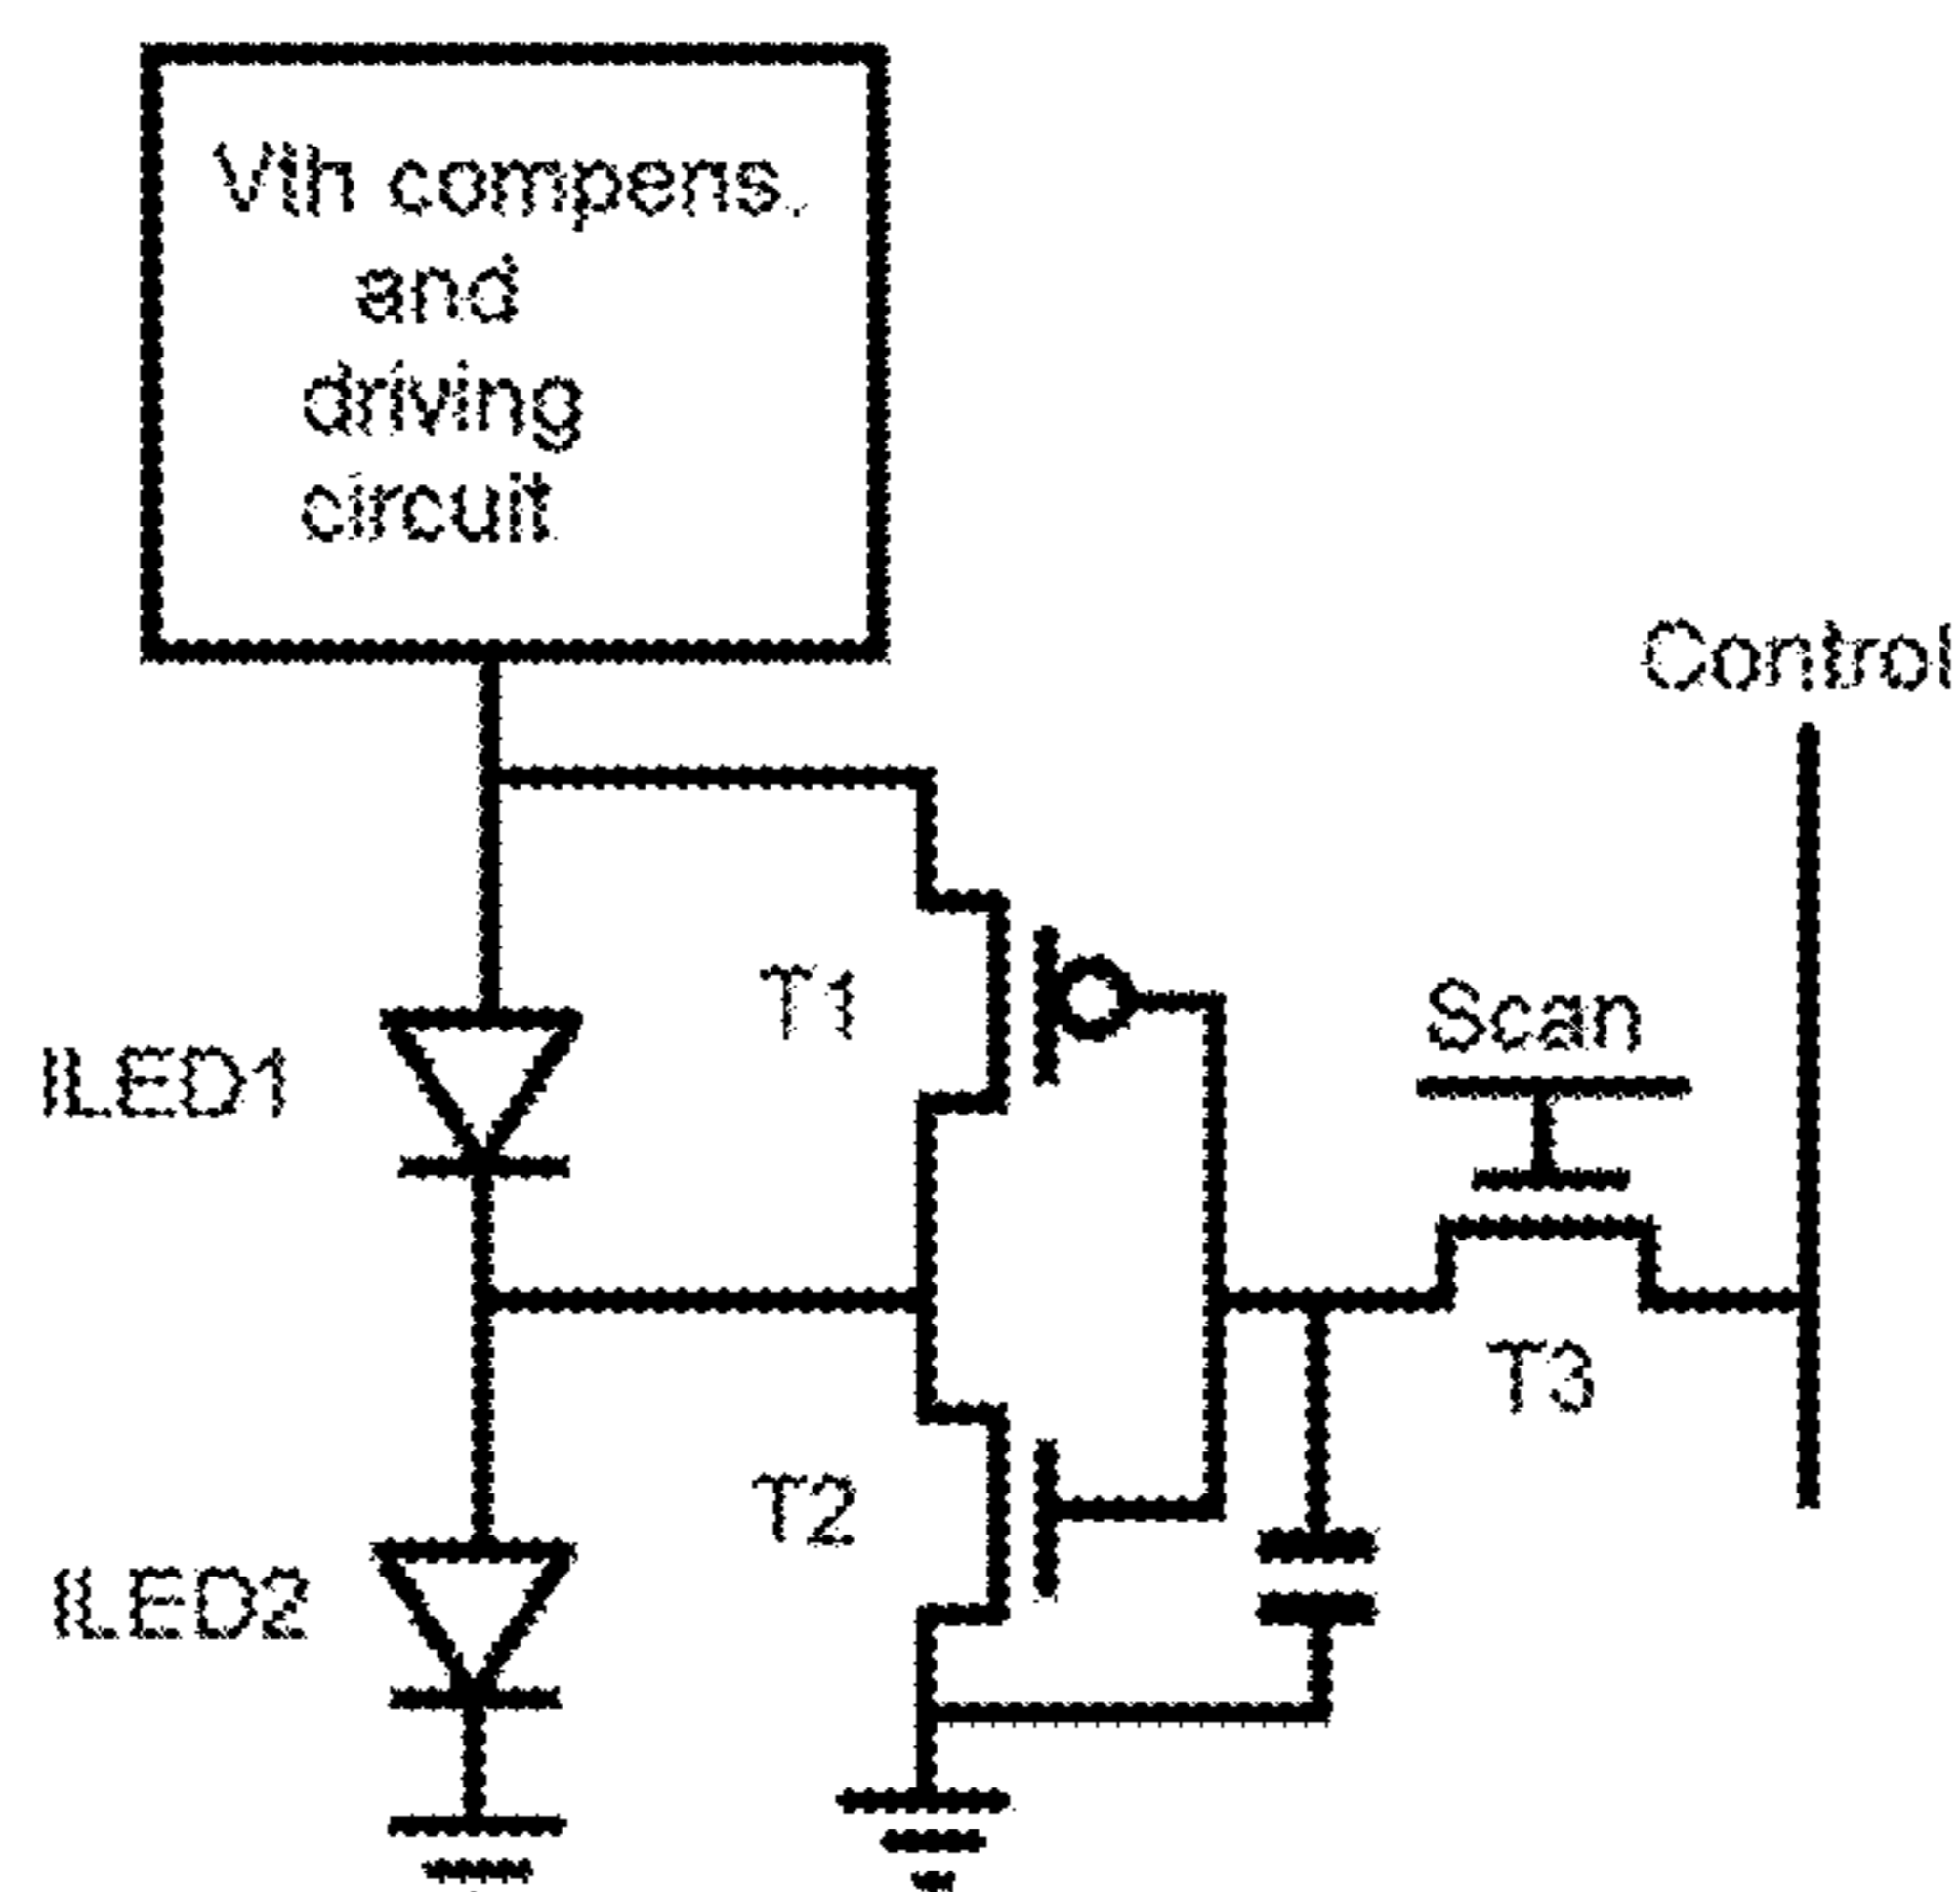 Vth compens.
and
driving
circuit
Control
T1
Scan
ILED1
T3
T2
ILED2